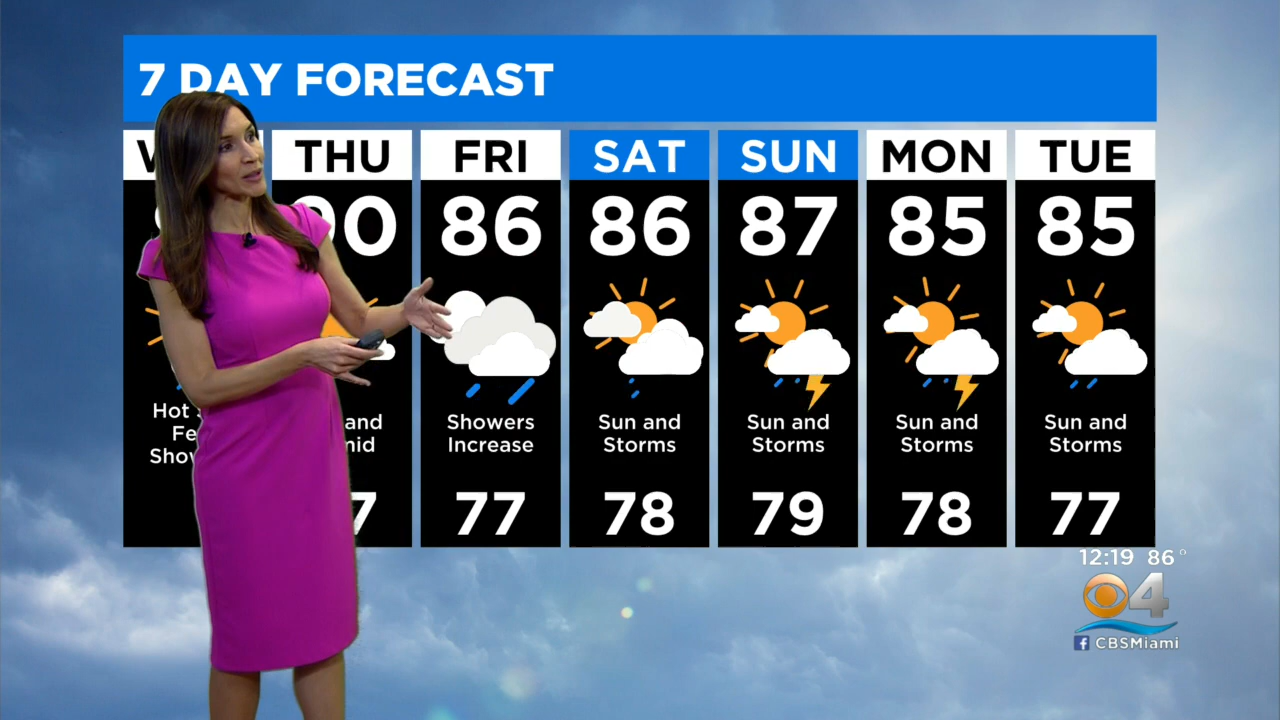 7 DAY FORECAST
THU FRI SAT SUN MON TUE
86 86 87 85 85
Hot
Showers Sun and Sun and Sun and Sun and
Increase Storms Storms Storms Storms
77 78 79 78 77
12:19 86°
4
CBSMiami